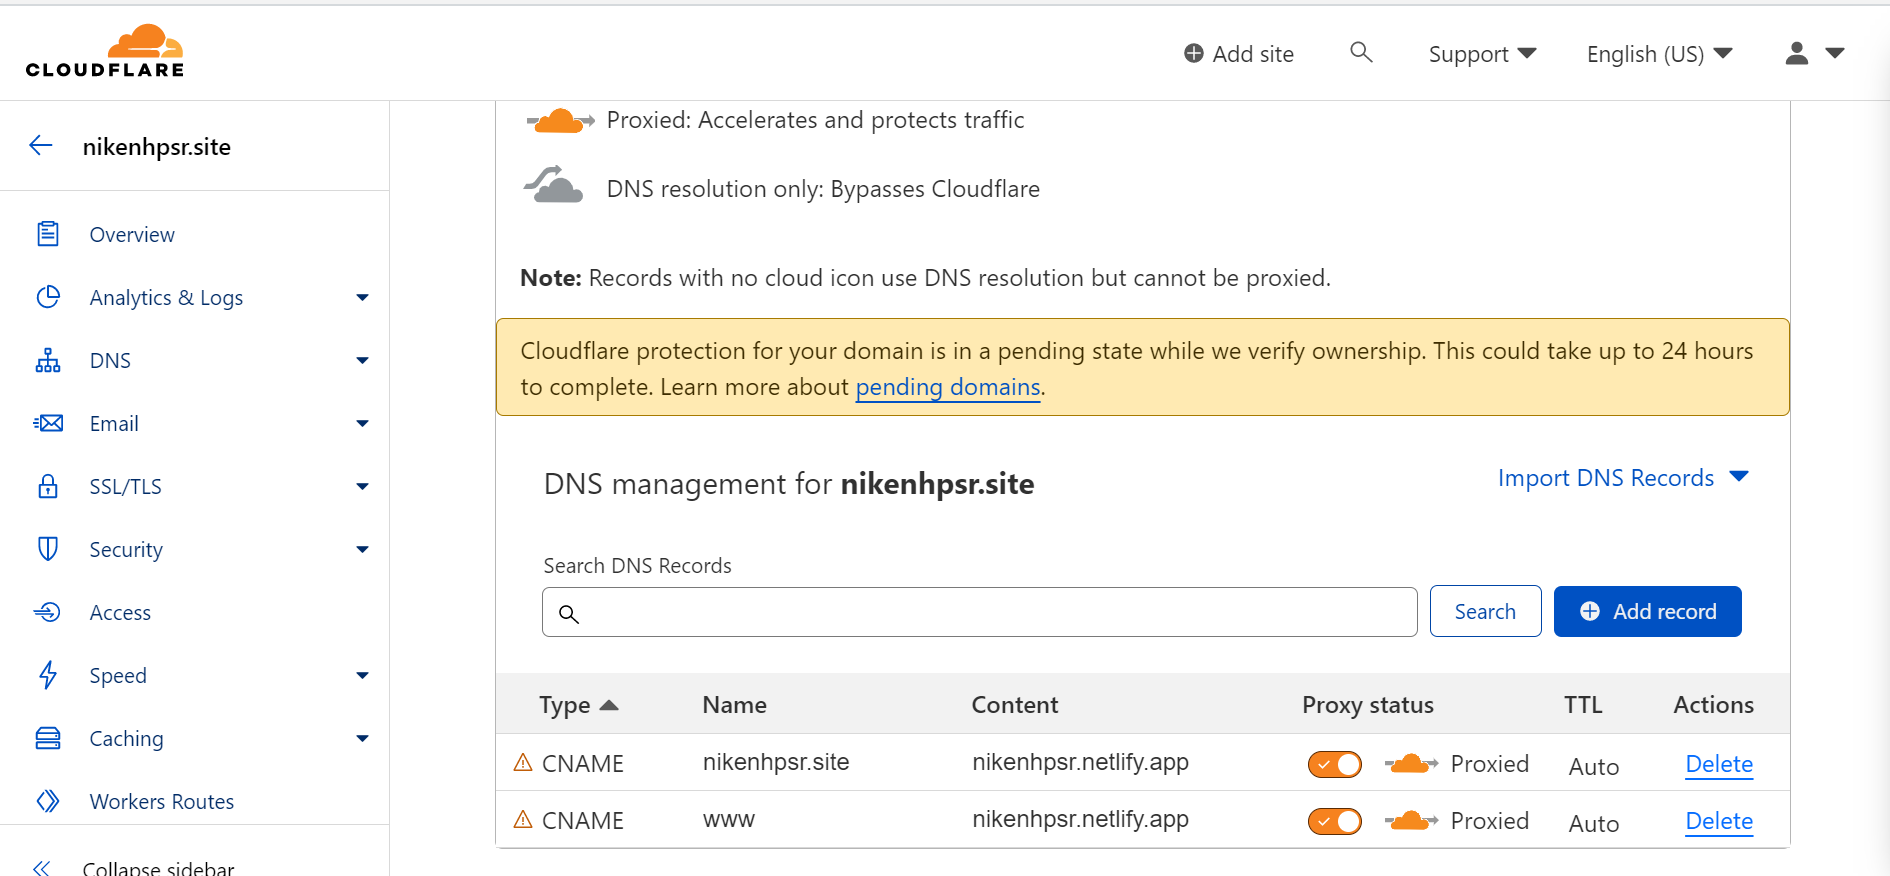 CLOUDFLARE
Add site
Support
English (US)
nikenhpsr.site
Overview
Analytics & Logs
DNS
Email
SSL/TLS
Security
Access
Speed
Caching
Workers Routes
Collapse sidebar
Proxied: Accelerates and protects traffic
DNS resolution only: Bypasses Cloudflare
Note: Records with no cloud icon use DNS resolution but cannot be proxied.
Cloudflare protection for your domain is in a pending state while we verify ownership. This could take up to 24 hours
to complete. Learn more about pending domains.
DNS management for nikenhpsr.site
Import DNS Records
Search DNS Records
Search
Add record
Type Name Content Proxy status TTL Actions
CNAME nikenhpsr.site nikenhpsr.netlify.app Proxied Auto Delete
CNAME www nikenhpsr.netlify.app Proxied Auto Delete